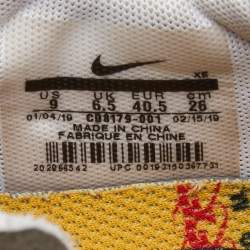 XE
US UK EUR cm
9 6.5 40.5 26
01/04/19 CD8179-001 02/15/19
MADE IN CHINA
FABRIQUE EN CHINE
UPC